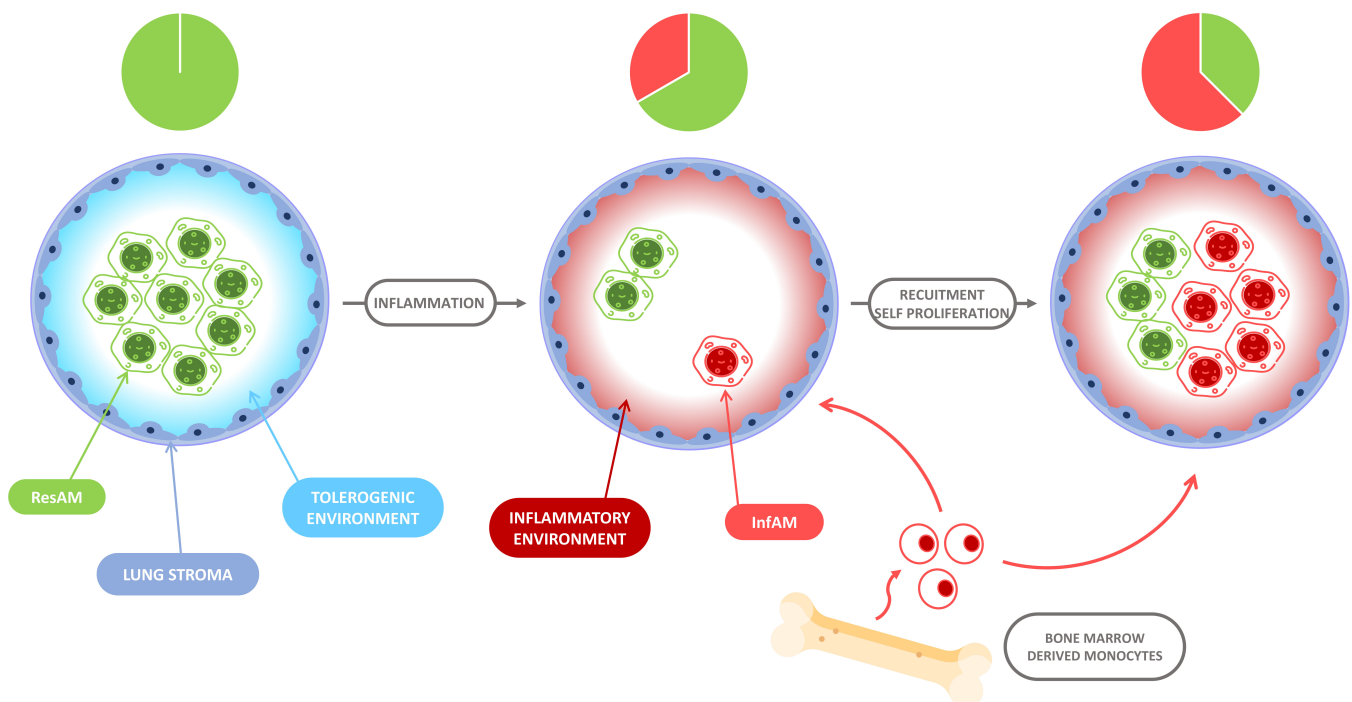 INFLAMMATION
RECUITMENT
SELF PROLIFERATION
ResAM
TOLEROGENIC
ENVIRONMENT
LUNG STROMA
INFLAMMATORY
ENVIRONMENT
InfAM
BONE MARROW
DERIVED MONOCYTES